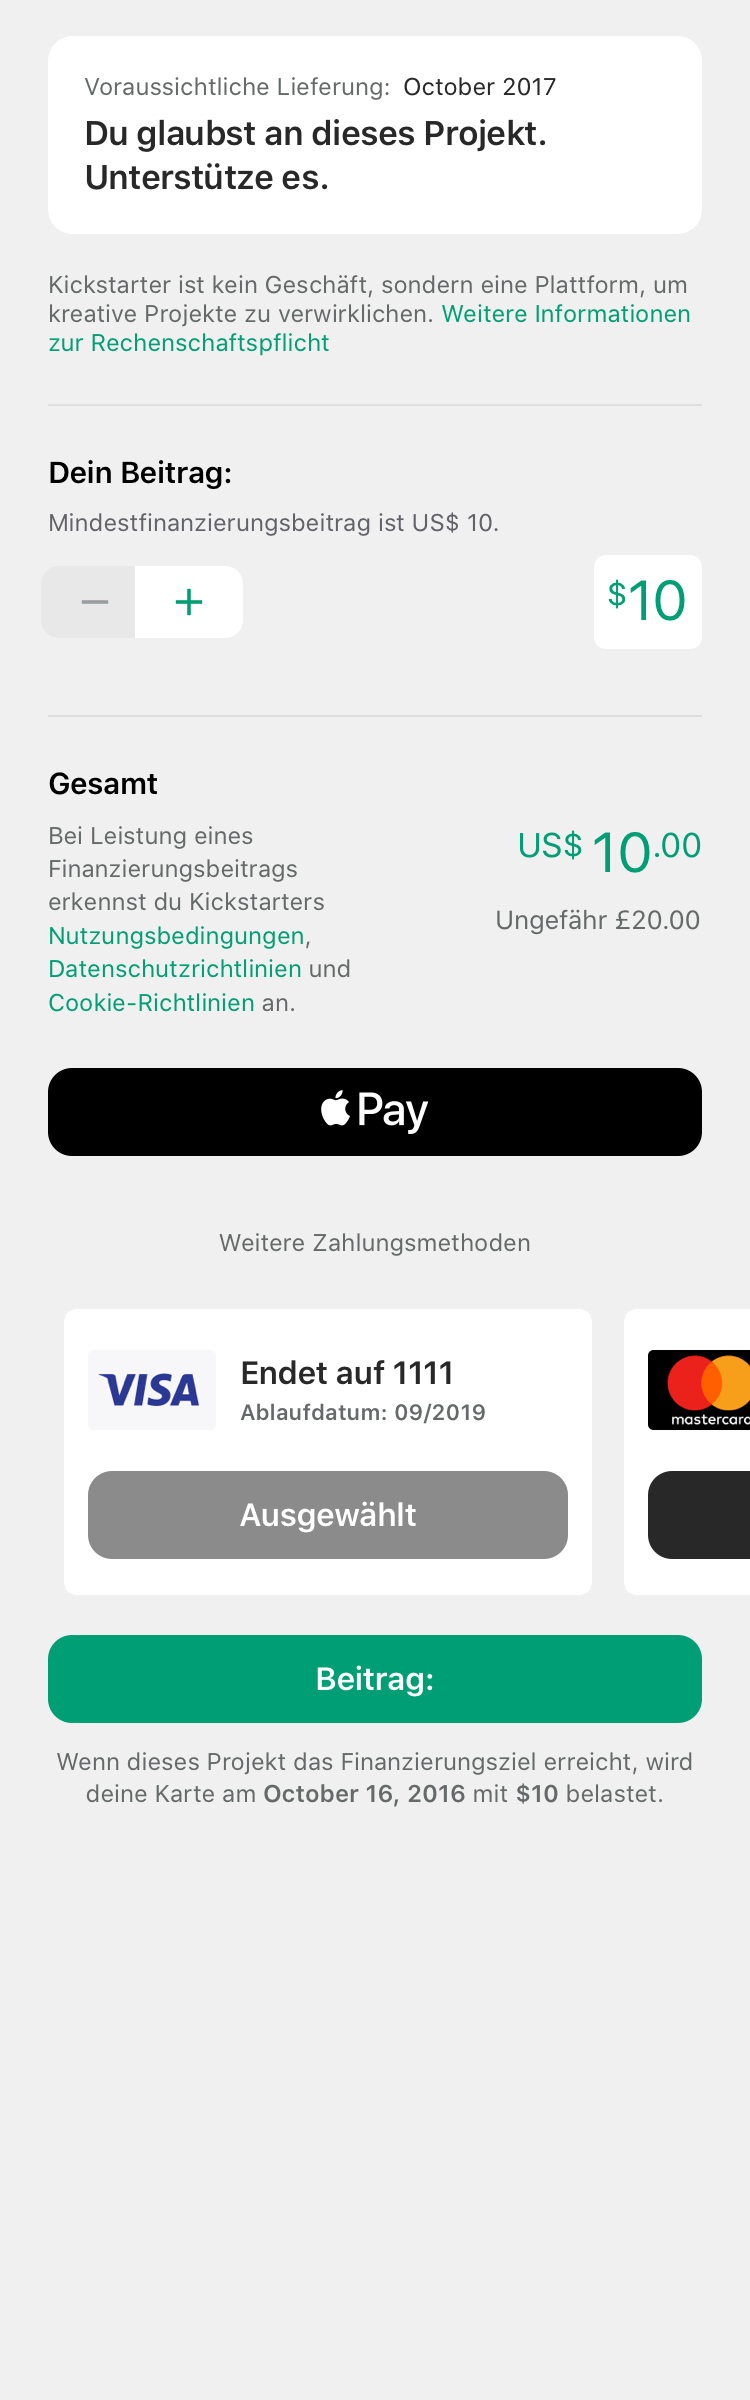 Voraussichtliche Lieferung: October 2017
Du glaubst an dieses Projekt.
Unterstütze es.
Kickstarter ist kein Geschäft, sondern eine Plattform, um
kreative Projekte zu verwirklichen. Weitere Informationen
zur Rechenschaftspflicht
Dein Beitrag:
Mindestfinanzierungsbeitrag ist US$ 10.
− +
$10
Gesamt
Bei Leistung eines
Finanzierungsbeitrags
erkennst du Kickstarters
Nutzungsbedingungen,
Datenschutzrichtlinien und
Cookie-Richtlinien an.
US$ 10.00
Ungefähr £20.00
Pay
Weitere Zahlungsmethoden
VISA
Endet auf 1111
Ablaufdatum: 09/2019
Ausgewählt
mastercard
Beitrag:
Wenn dieses Projekt das Finanzierungsziel erreicht, wird
deine Karte am October 16, 2016 mit $10 belastet.